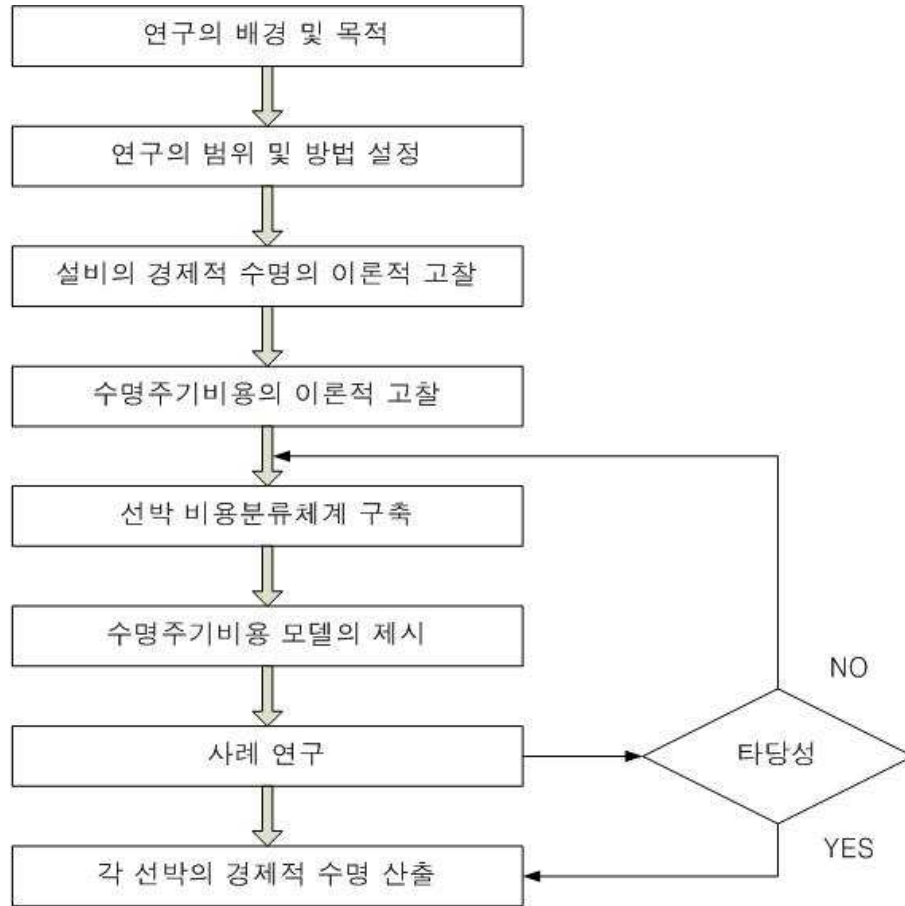 연구의 배경 및 목적
연구의 범위 및 방법 설정
설비의 경제적 수명의 이론적 고찰
수명주기비용의 이론적 고찰
선박 비용분류체계 구축
수명주기비용 모델의 제시
NO
사례 연구
타당성
YES
각 선박의 경제적 수명 산출